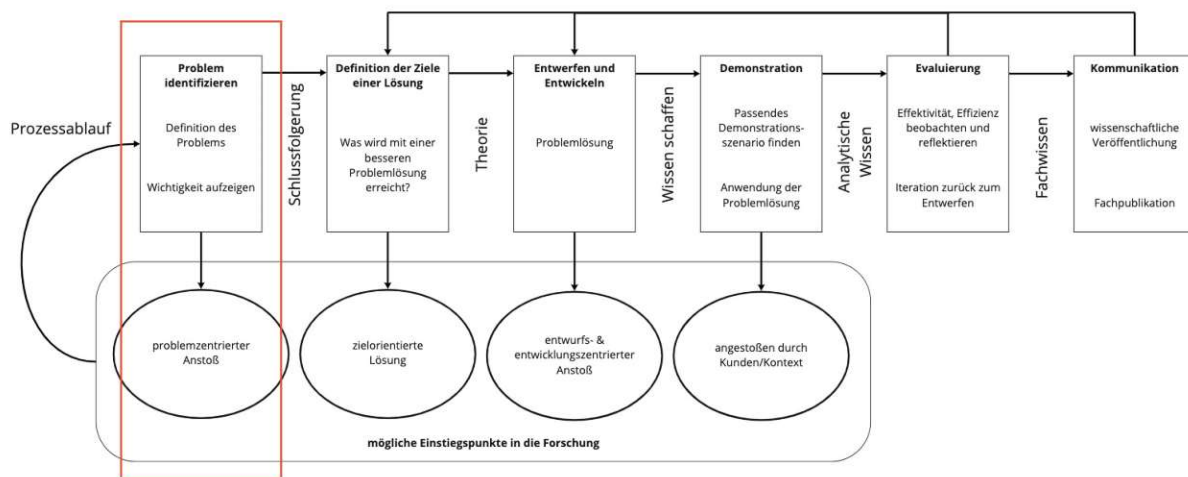 Prozessablauf
Problem
identifizieren
Definition des
Problems
Wichtigkeit aufzeigen
Schlussfolgerung
Definition der Ziele
einer Lösung
Was wird mit einer
besseren
Problemlösung
erreicht?
Theorie
Entwerfen und
Entwickeln
Problemlösung
Wissen schaffen
Demonstration
Passendes
Demonstrations-
szenario finden
Anwendung der
Problemlösung
Analytische
Wissen
Evaluierung
Effektivität, Effizienz
beobachten und
reflektieren
Iteration zurück zum
Entwerfen
Fachwissen
Kommunikation
wissenschaftliche
Veröffentlichung
Fachpublikation
problemzentrierter
Anstoß
zielorientierte
Lösung
entwurfs- &
entwicklungszentrierter
Anstoß
angestoßen durch
Kunden/Kontext
mögliche Einstiegspunkte in die Forschung